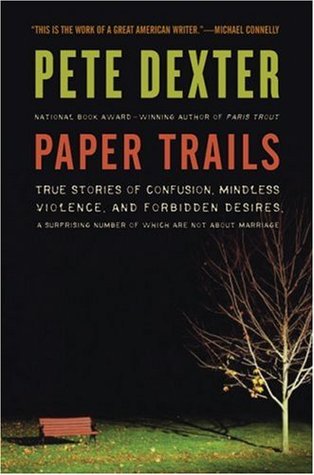 "THIS IS THE WORK OF A GREAT AMERICAN WRITER."—MICHAEL CONNELLY
PETE DEXTER
NATIONAL BOOK AWARD–WINNING AUTHOR OF PARIS TROUT
PAPER TRAILS
TRUE STORIES OF CONFUSION, MINDLESS
VIOLENCE, AND FORBIDDEN DESIRES,
A SURPRISING NUMBER OF WHICH ARE NOT ABOUT MARRIAGE